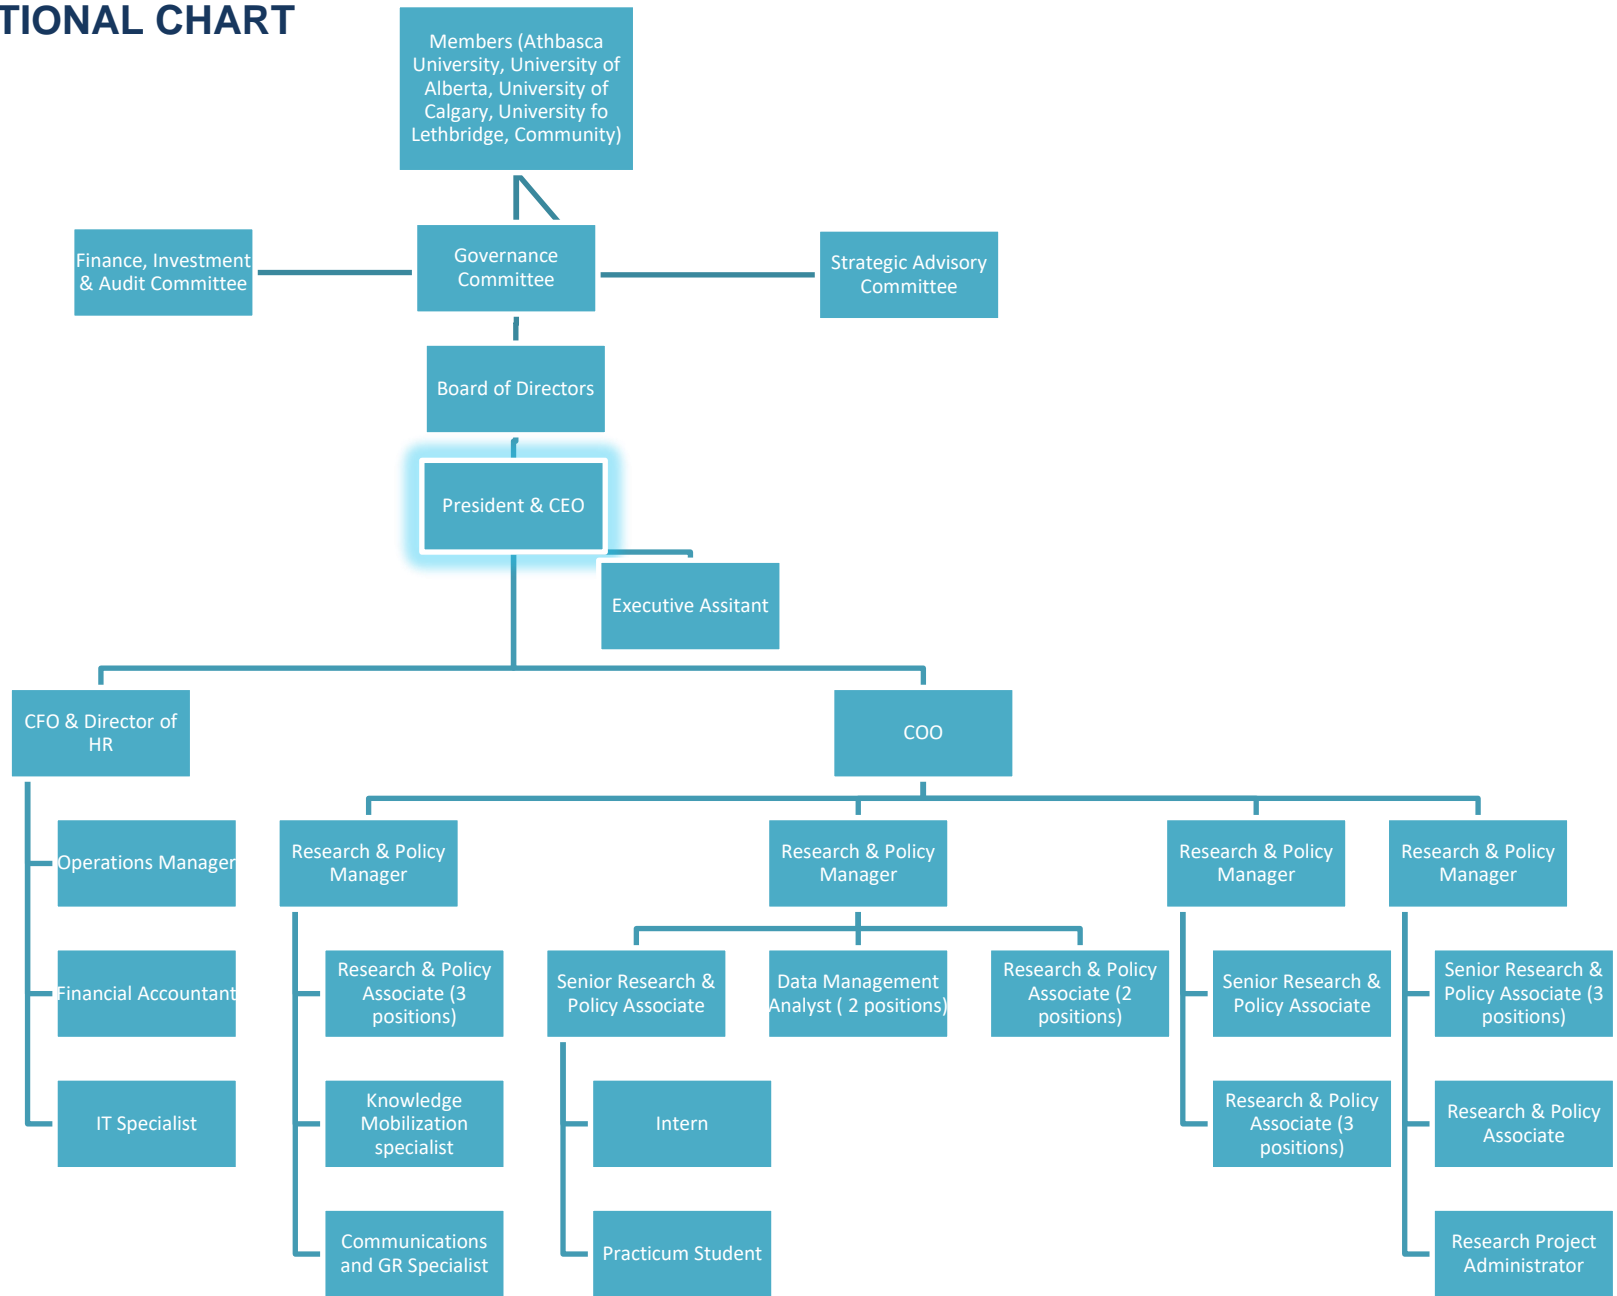 TIONAL CHART
Members (Athbasca
University, University of
Alberta, University of
Calgary, University fo
Lethbridge, Community)
Finance, Investment
& Audit Committee
Governance
Committee
Strategic Advisory
Committee
Board of Directors
President & CEO
Executive Assitant
CFO & Director of
HR
COO
Operations Manager
Financial Accountant
IT Specialist
Research & Policy
Manager
Research & Policy
Associate (3
positions)
Knowledge
Mobilization
specialist
Communications
and GR Specialist
Research & Policy
Manager
Senior Research &
Policy Associate
Intern
Practicum Student
Data Management
Analyst ( 2 positions)
Research & Policy
Associate (2
positions)
Research & Policy
Manager
Senior Research &
Policy Associate
Research & Policy
Associate (3
positions)
Research & Policy
Manager
Senior Research &
Policy Associate (3
positions)
Research & Policy
Associate
Research Project
Administrator